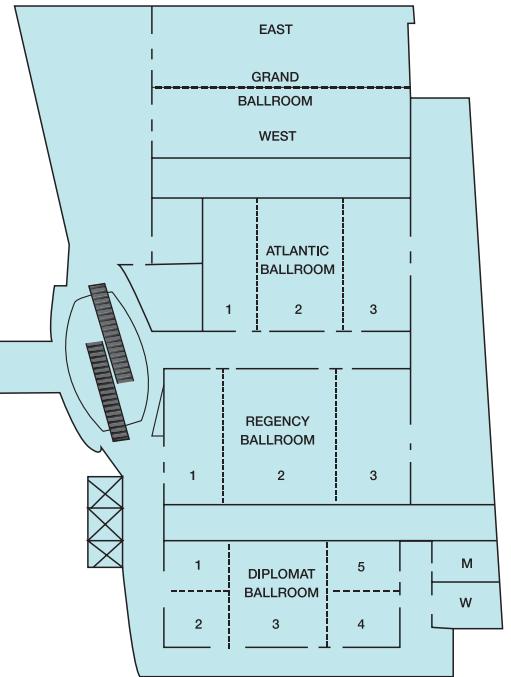 EAST
GRAND
BALLROOM
WEST
ATLANTIC
BALLROOM
1 2 3
REGENCY
BALLROOM
1 2 3
1 5
DIPLOMAT
BALLROOM
2 3 4
M
W